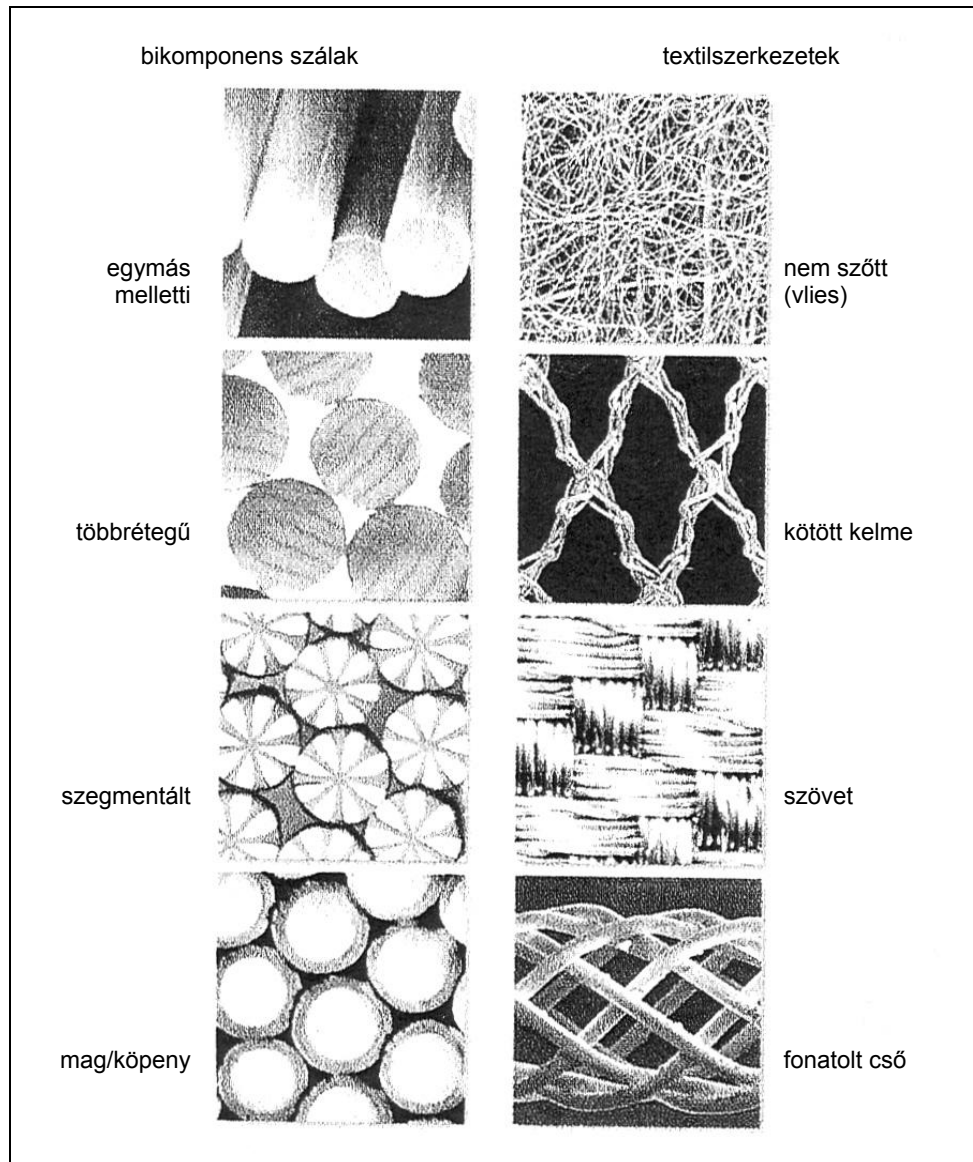 bikomponens szálak
textilszerkezetek
egymás
melletti
nem szőtt
(vlies)
többrétegű
kötött kelme
szegmentált
szövet
mag/köpeny
fonatolt cső